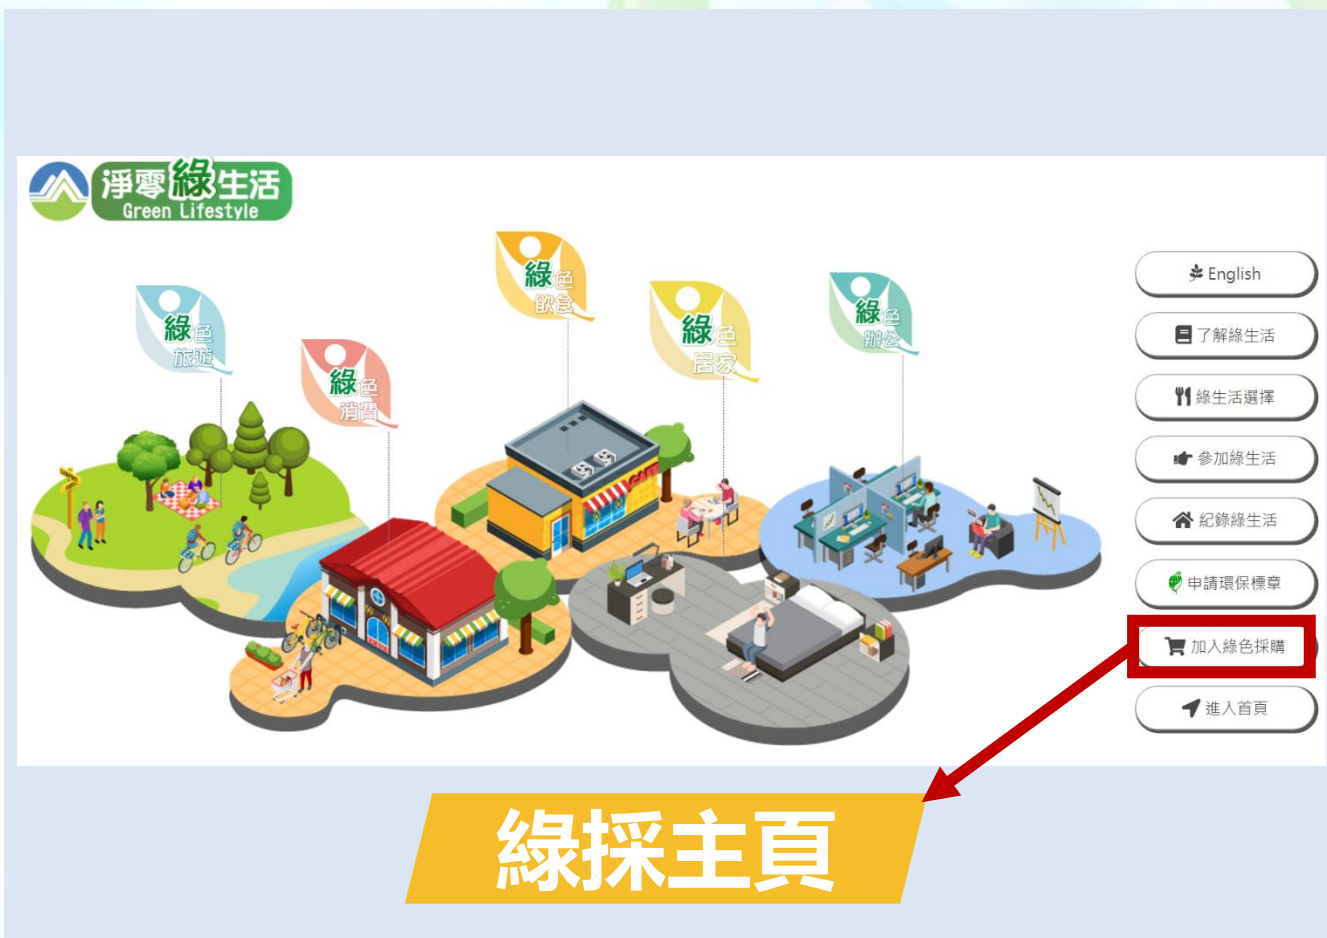 淨零綠生活
Green Lifestyle
綠色
旅遊
綠色
消費
綠色
飲食
綠色
居家
綠色
辦公
CAFE
English
了解綠生活
綠生活選擇
參加綠生活
紀錄綠生活
申請環保標章
加入綠色採購
進入首頁
綠採主頁